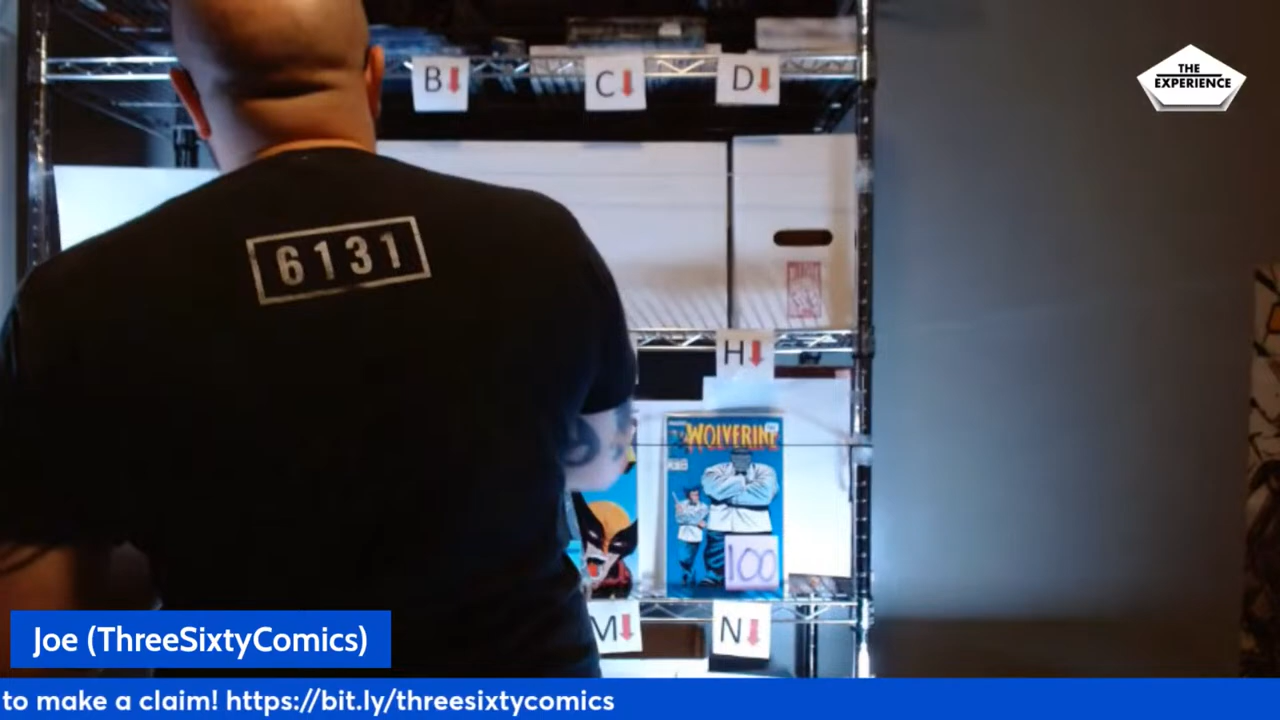 B
C
D
THE
EXPERIENCE
6131
H
WOLVERINE
100
M
N
Joe (ThreeSixtyComics)
to make a claim! https://bit.ly/threesixtycomics